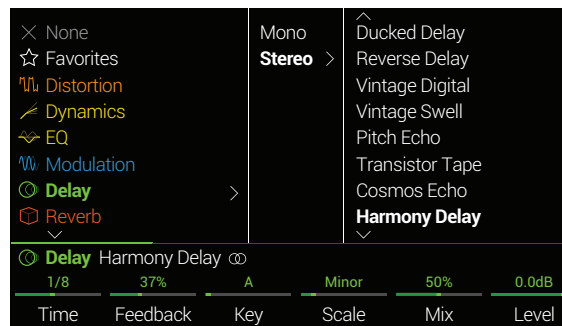 None
Favorites
Distortion
Dynamics
EQ
Modulation
Delay
Reverb
Mono
Stereo
Ducked Delay
Reverse Delay
Vintage Digital
Vintage Swell
Pitch Echo
Transistor Tape
Cosmos Echo
Harmony Delay
Delay Harmony Delay
1/8 37% A Minor 50% 0.0dB
Time Feedback Key Scale Mix Level